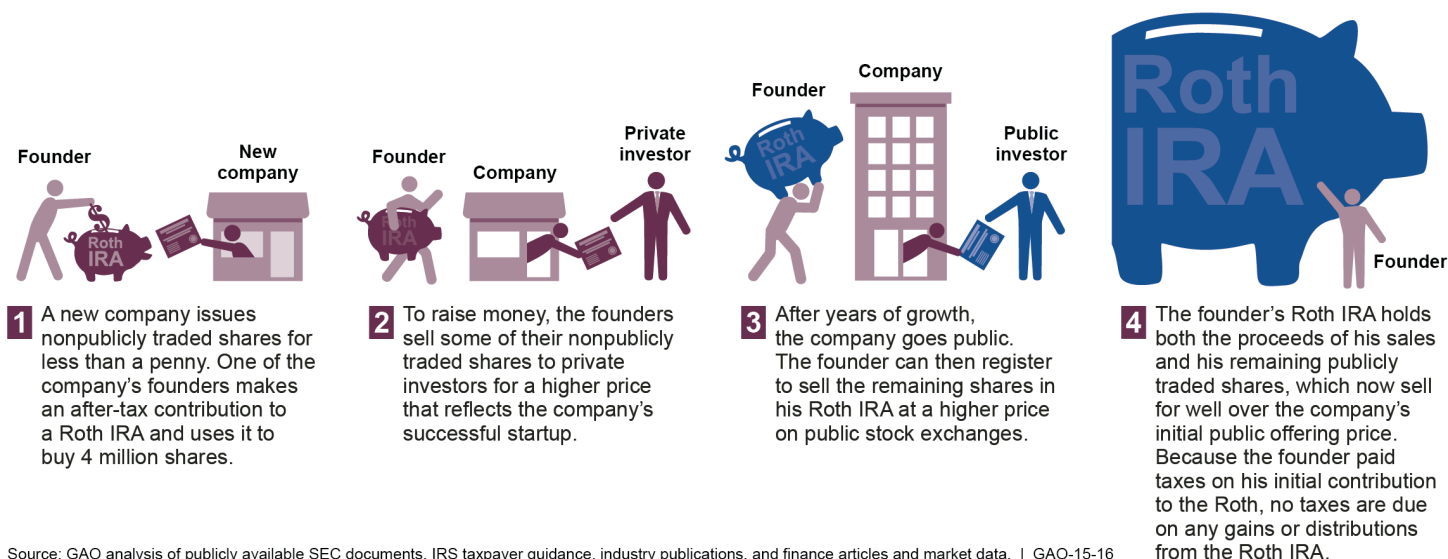 Founder
New
company
Roth
IRA
1
A new company issues
nonpublicly traded shares for
less than a penny. One of the
company’s founders makes
an after-tax contribution to
a Roth IRA and uses it to
buy 4 million shares.
Founder
Company
Private
investor
Roth
IRA
2
To raise money, the founders
sell some of their nonpublicly
traded shares to private
investors for a higher price
that reflects the company’s
successful startup.
Founder
Company
Public
investor
Roth
IRA
3
After years of growth,
the company goes public.
The founder can then register
to sell the remaining shares in
his Roth IRA at a higher price
on public stock exchanges.
Roth
IRA
Founder
4
The founder’s Roth IRA holds
both the proceeds of his sales
and his remaining publicly
traded shares, which now sell
for well over the company’s
initial public offering price.
Because the founder paid
taxes on his initial contribution
to the Roth, no taxes are due
on any gains or distributions
from the Roth IRA.
Source: GAO analysis of publicly available SEC documents, IRS taxpayer guidance, industry publications, and finance articles and market data. | GAO-15-16